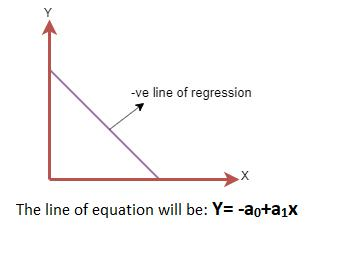 Y
-ve line of regression
X
The line of equation will be: Y= -a₀+a₁x